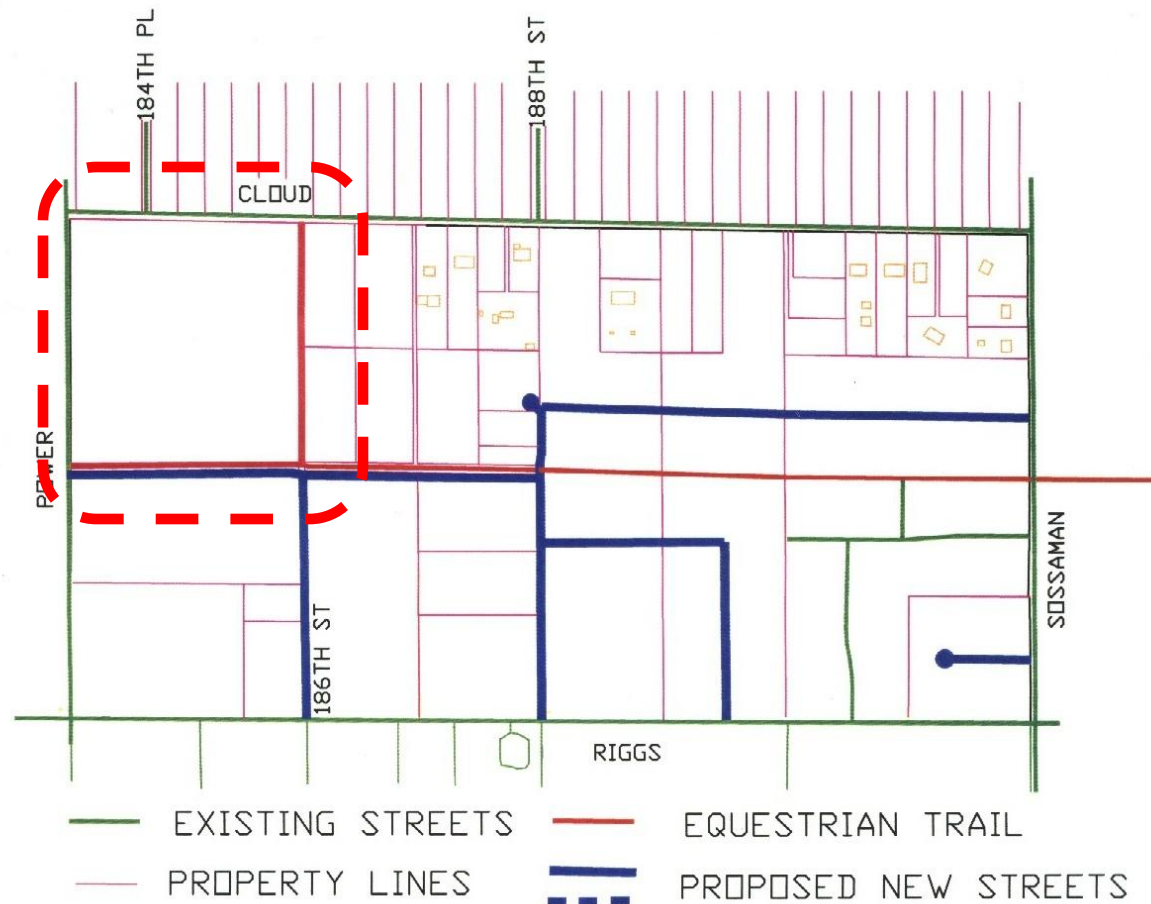 184TH PL
188TH ST
CLOUD
POWER
186TH ST
SOSSAMAN
RIGGS
EXISTING STREETS
EQUESTRIAN TRAIL
PROPERTY LINES
PROPOSED NEW STREETS